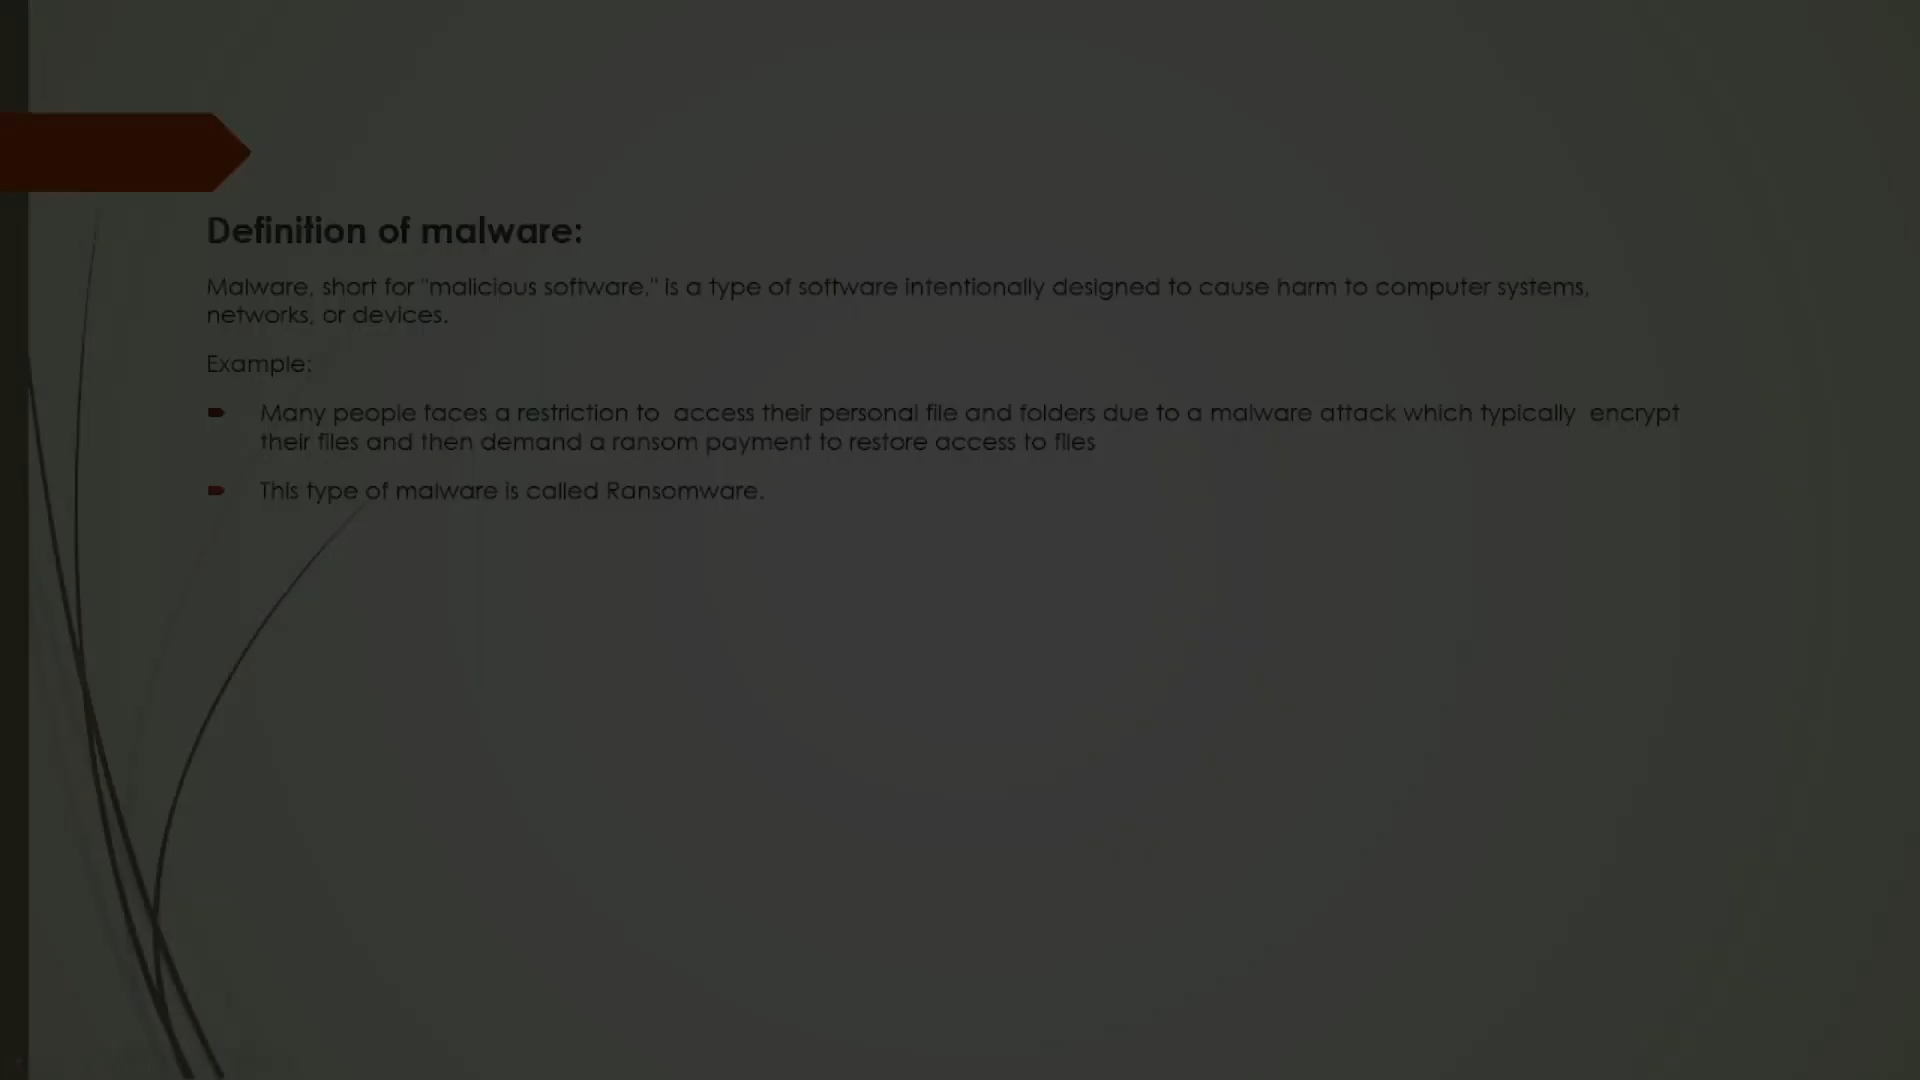 Definition of malware:
Malware, short for "malicious software," is a type of software intentionally designed to cause harm to computer systems,
networks, or devices.
Example:
Many people faces a restriction to  access their personal file and folders due to a malware attack which typically  encrypt
their files and then demand a ransom payment to restore access to files
This type of malware is called Ransomware.